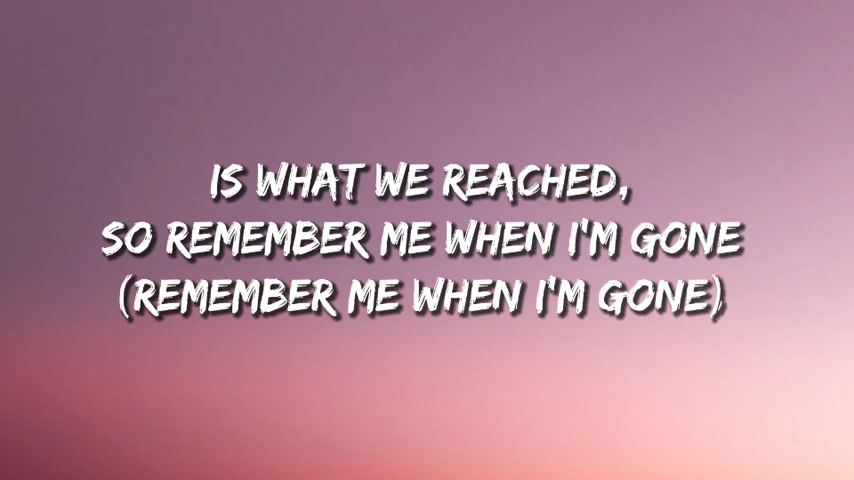 IS WHAT WE REACHED,
SO REMEMBER ME WHEN I'M GONE
(REMEMBER ME WHEN I'M GONE)